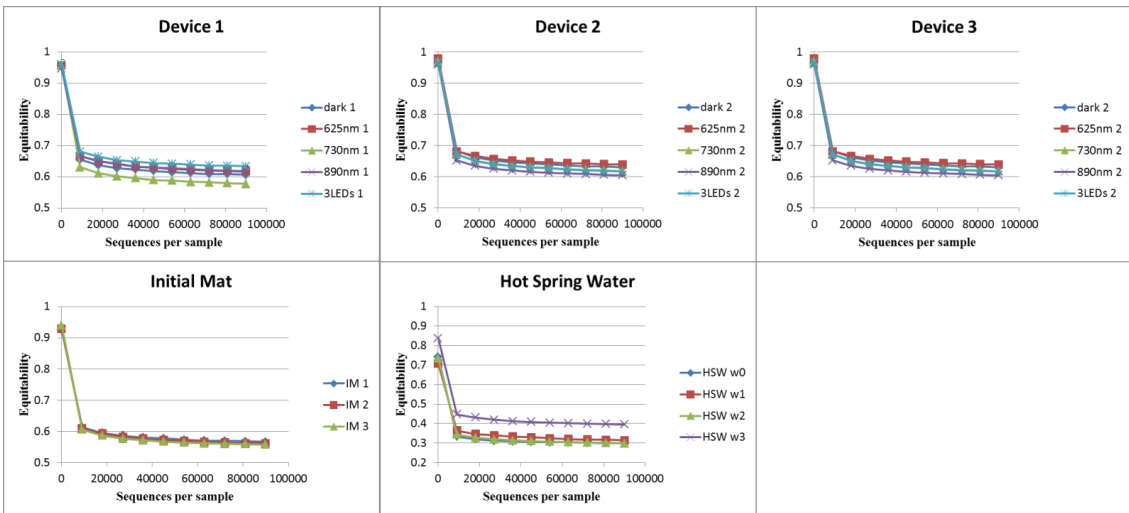 Device 1
1
0.9
0.8
0.7
0.6
0.5
Equitability
0 20000 40000 60000 80000 100000
Sequences per sample
dark 1
625nm 1
730nm 1
890nm 1
3LEDs 1
Device 2
1
0.9
0.8
0.7
0.6
0.5
Equitability
0 20000 40000 60000 80000 100000
Sequences per sample
dark 2
625nm 2
730nm 2
890nm 2
3LEDs 2
Device 3
1
0.9
0.8
0.7
0.6
0.5
Equitability
0 20000 40000 60000 80000 100000
Sequences per sample
dark 2
625nm 2
730nm 2
890nm 2
3LEDs 2
Initial Mat
1
0.9
0.8
0.7
0.6
0.5
Equitability
0 20000 40000 60000 80000 100000
Sequences per sample
IM 1
IM 2
IM 3
Hot Spring Water
1
0.9
0.8
0.7
0.6
0.5
0.4
0.3
0.2
Equitability
0 20000 40000 60000 80000 100000
Sequences per sample
HSW w0
HSW w1
HSW w2
HSW w3